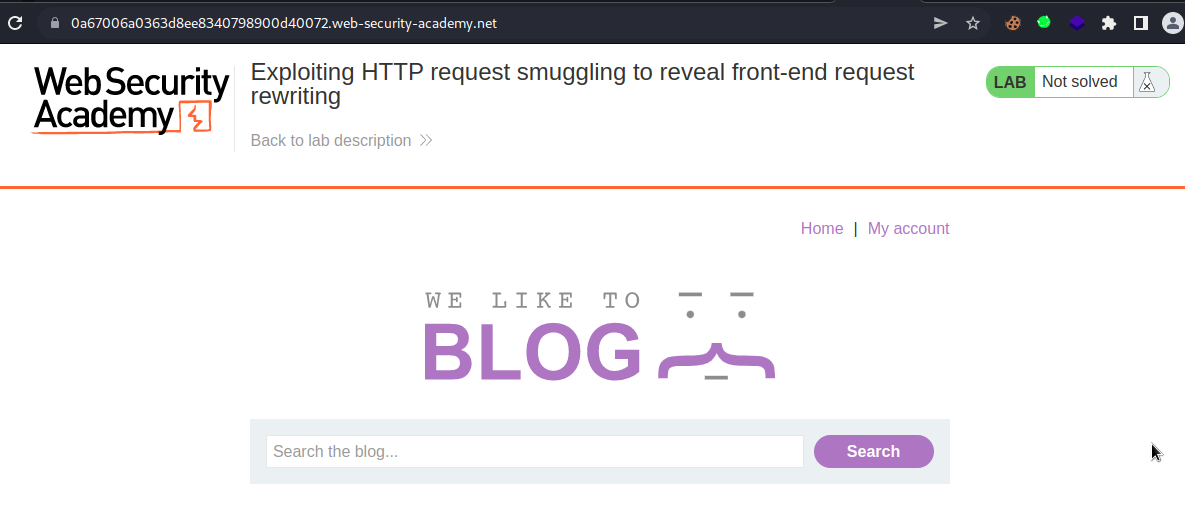 0a67006a0363d8ee8340798900d40072.web-security-academy.net
Web Security
Academy
Exploiting HTTP request smuggling to reveal front-end request
rewriting
Back to lab description
LAB Not solved
Home | My account
WE LIKE TO
BLOG
Search the blog... Search